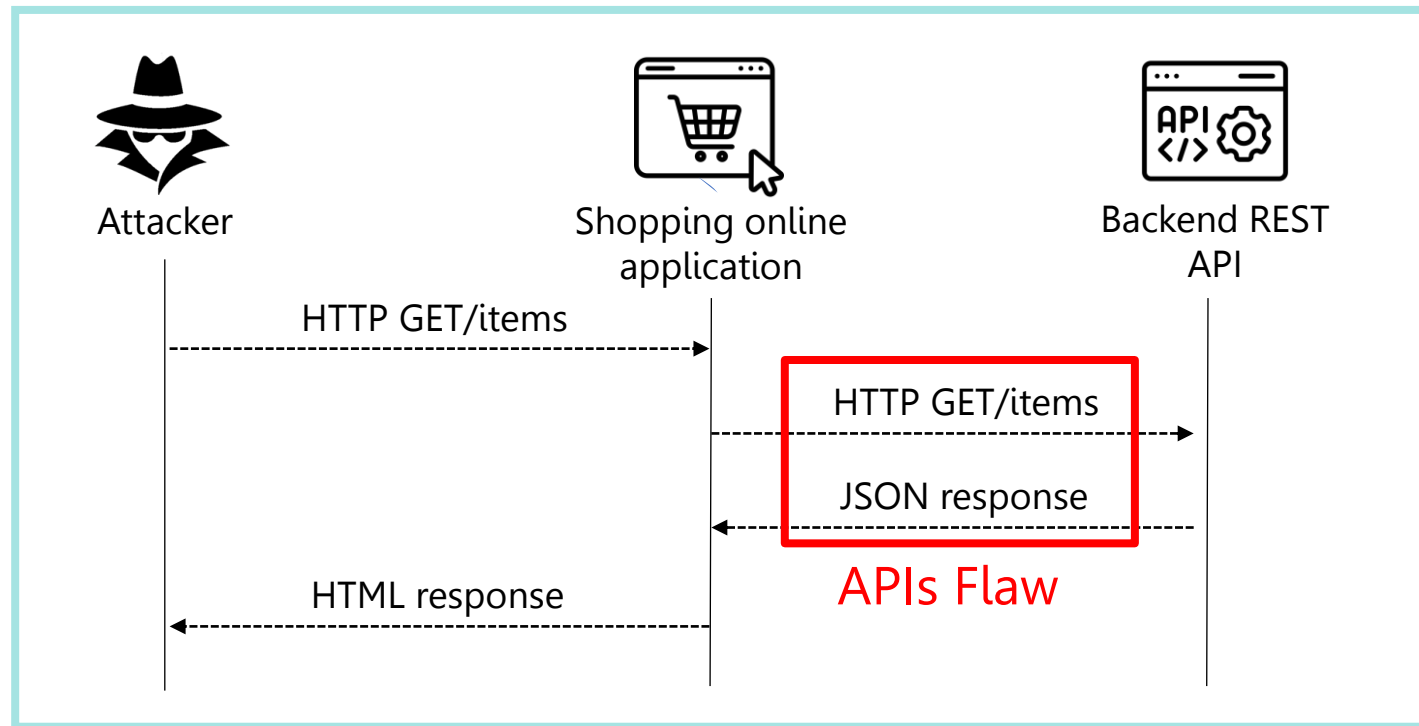 API
</>
Attacker
Shopping online
application
Backend REST
API
HTTP GET/items
HTTP GET/items
JSON response
APIs Flaw
HTML response